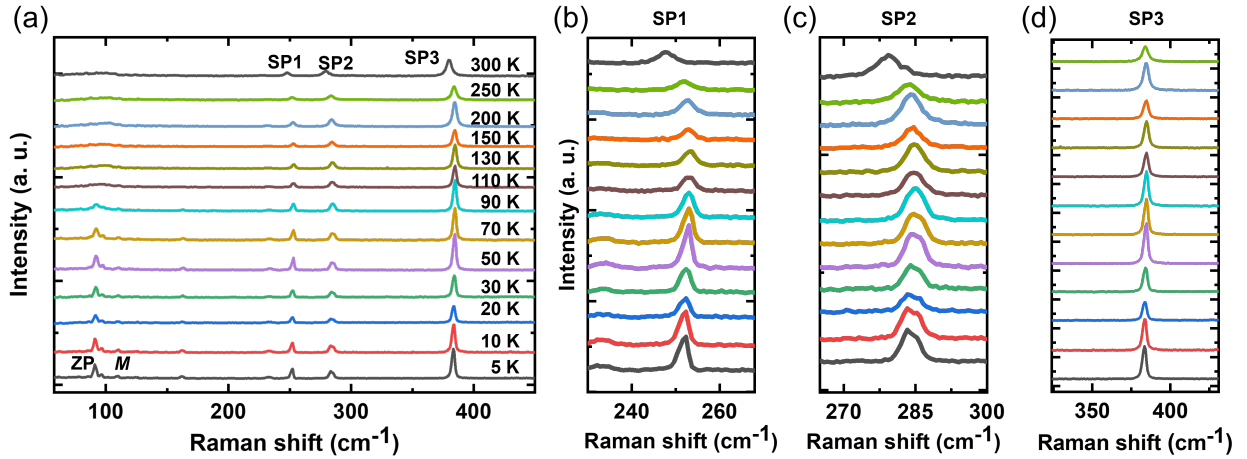 (a)
Intensity (a. u.)
SP1
SP2
SP3
300 K
250 K
200 K
150 K
130 K
110 K
90 K
70 K
50 K
30 K
20 K
10 K
5 K
ZP
M
100 200 300 400
Raman shift (cm-1)
(b)
SP1
Intensity (a. u.)
240 260
Raman shift (cm-1)
(c)
SP2
270 285 300
Raman shift (cm-1)
(d)
SP3
350 400
Raman shift (cm-1)